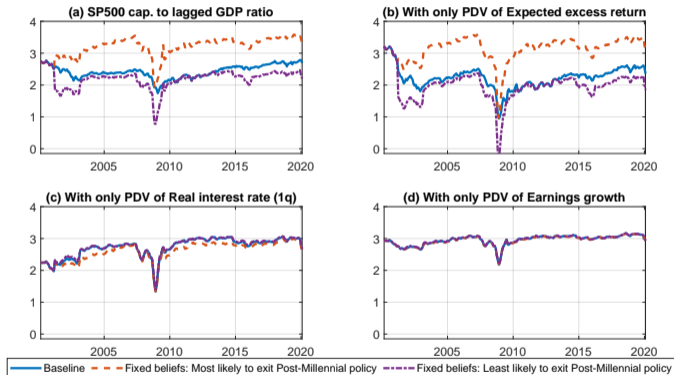 (a) SP500 cap. to lagged GDP ratio
4
3
2
1
0
2005 2010 2015 2020
(b) With only PDV of Expected excess return
4
3
2
1
0
2005 2010 2015 2020
(c) With only PDV of Real interest rate (1q)
4
3
2
1
0
2005 2010 2015 2020
(d) With only PDV of Earnings growth
4
3
2
1
0
2005 2010 2015 2020
Baseline Fixed beliefs: Most likely to exit Post-Millennial policy Fixed beliefs: Least likely to exit Post-Millennial policy